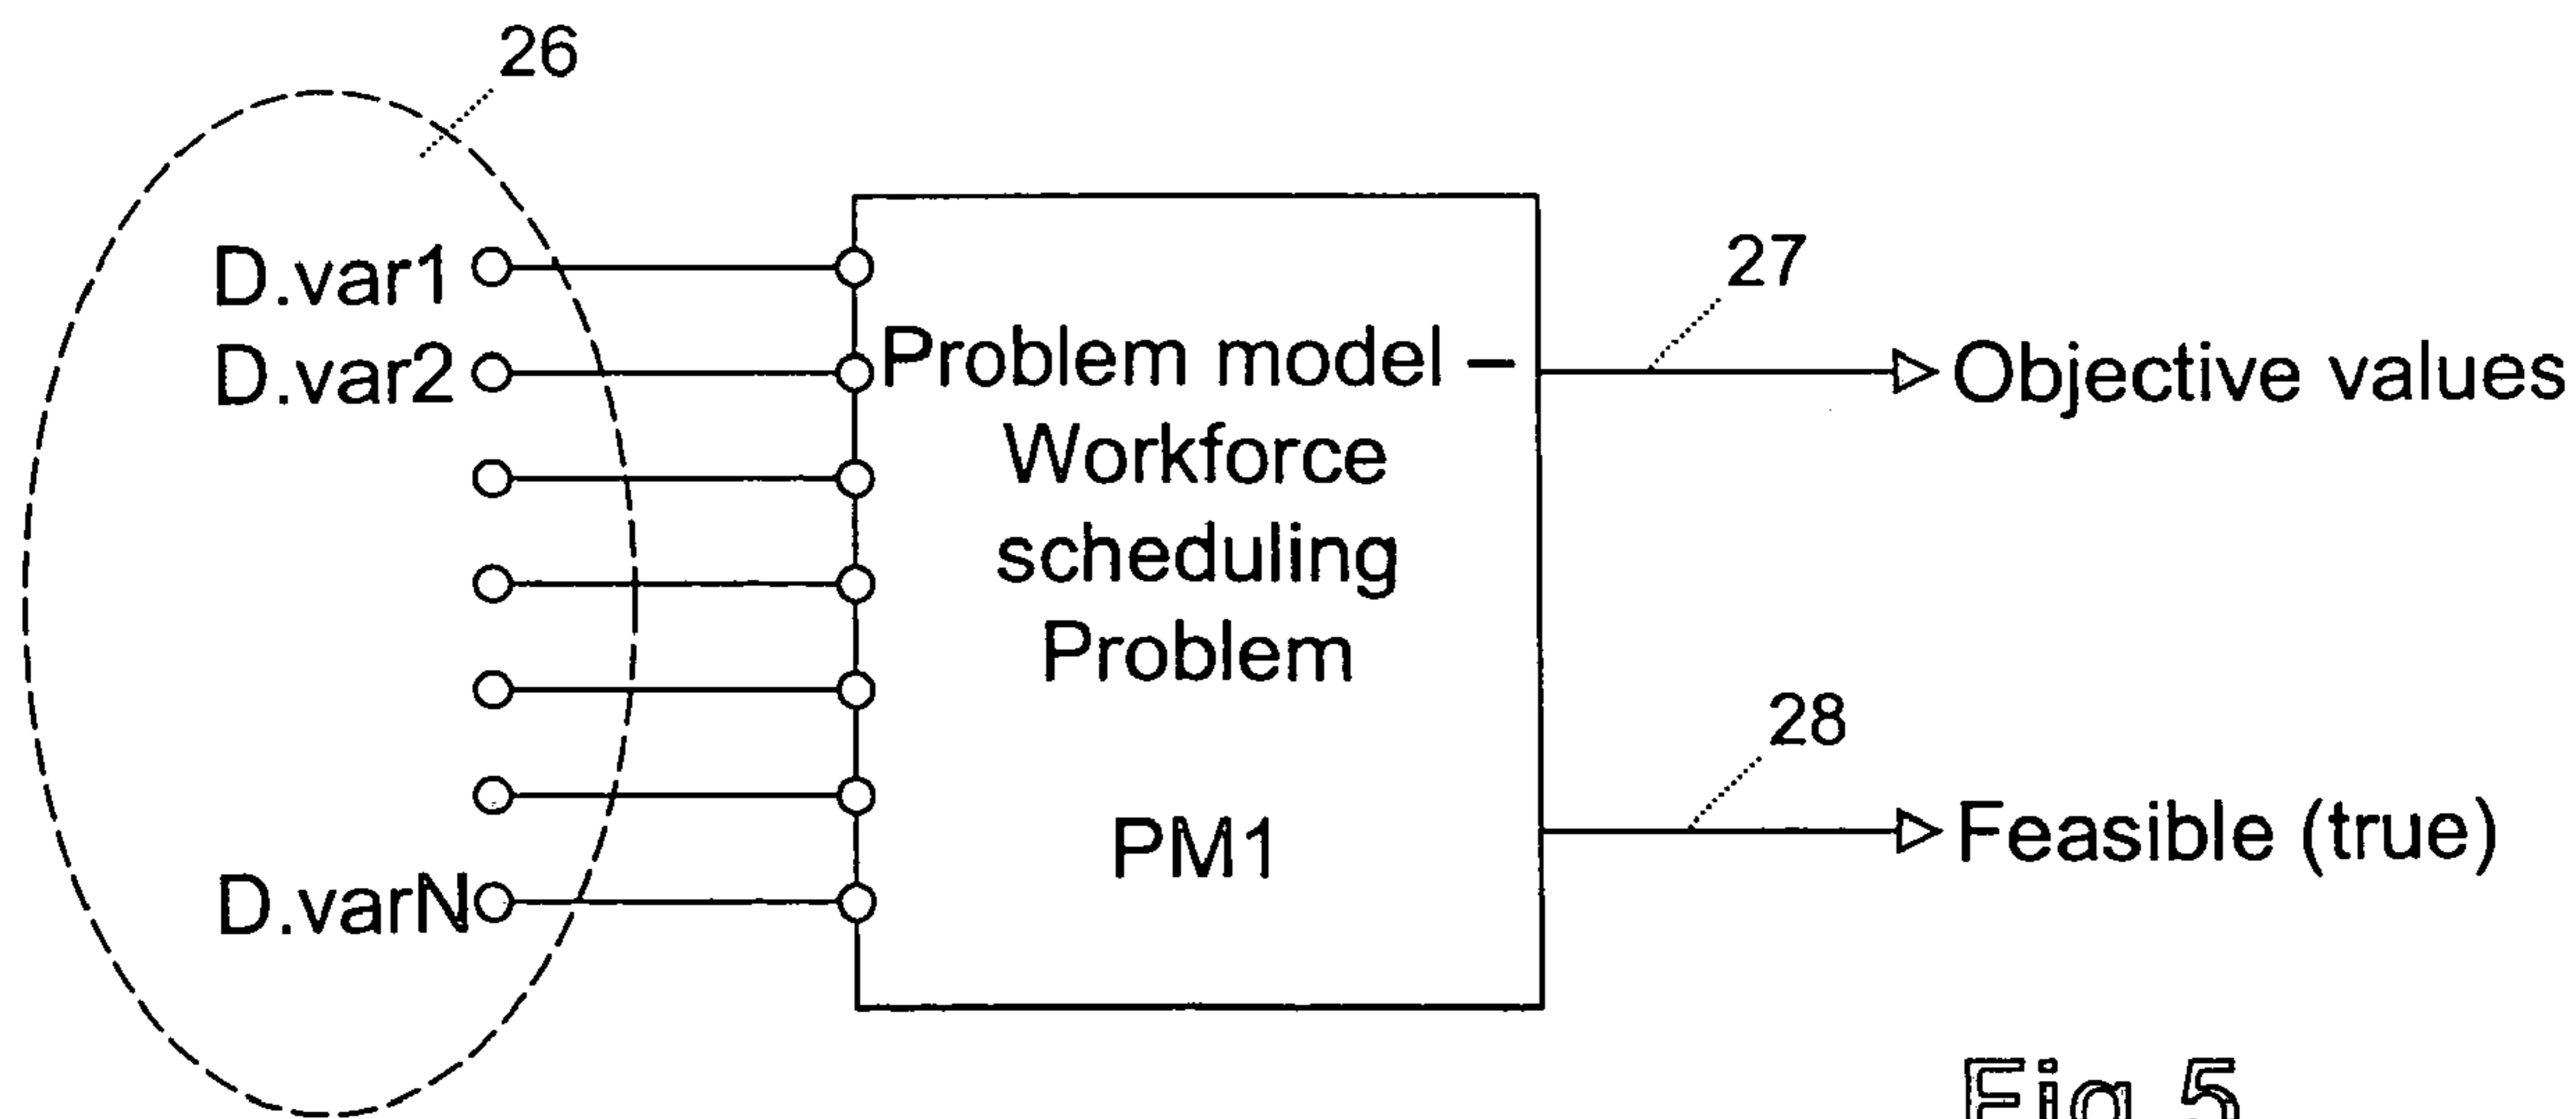 26
D.var1
D.var2
D.varN
Problem model –
Workforce
scheduling
Problem
PM1
27
Objective values
28
Feasible (true)
Fig.5